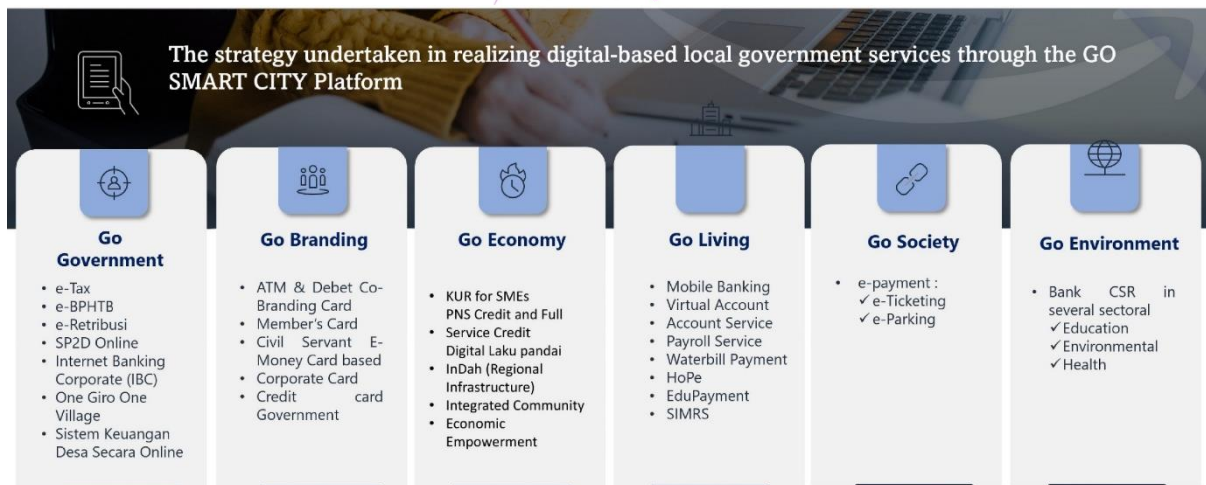 The strategy undertaken in realizing digital-based local government services through the GO
SMART CITY Platform
Go
Government
• e-Tax
• e-BPHTB
• e-Retribusi
• SP2D Online
• Internet Banking
Corporate (IBC)
• One Giro One
Village
• Sistem Keuangan
Desa Secara Online
Go Branding
• ATM & Debet Co-
Branding Card
• Member's Card
• Civil Servant E-
Money Card based
• Corporate Card
• Credit card
Government
Go Economy
• KUR for SMEs
PNS Credit and Full
• Service Credit
Digital Laku pandai
• InDah (Regional
Infrastructure)
• Integrated Community
• Economic
Empowerment
Go Living
• Mobile Banking
• Virtual Account
• Account Service
• Payroll Service
• Waterbill Payment
• HoPe
• EduPayment
• SIMRS
Go Society
• e-payment :
✓ e-Ticketing
✓ e-Parking
Go Environment
• Bank CSR in
several sectoral
✓ Education
✓ Environmental
✓ Health